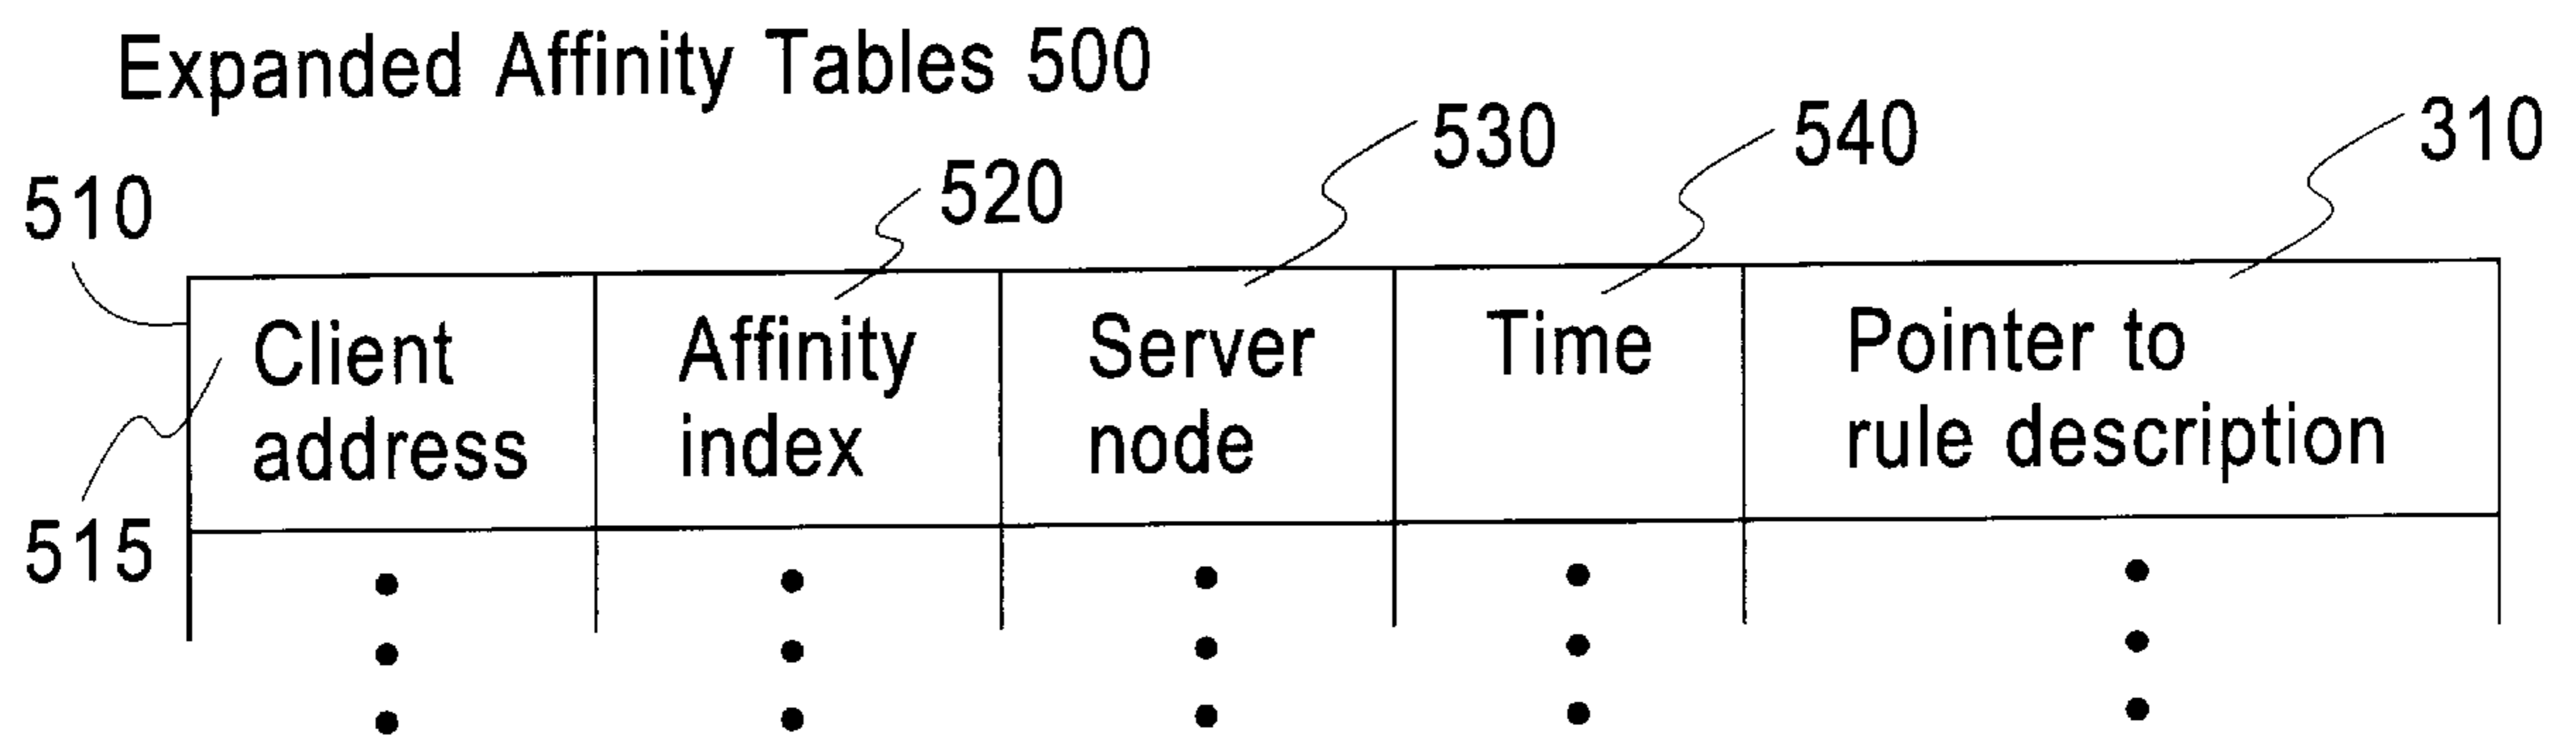 Expanded Affinity Tables 500
510
520
530
540
310
Client address
Affinity index
Server node
Time
Pointer to rule description
515